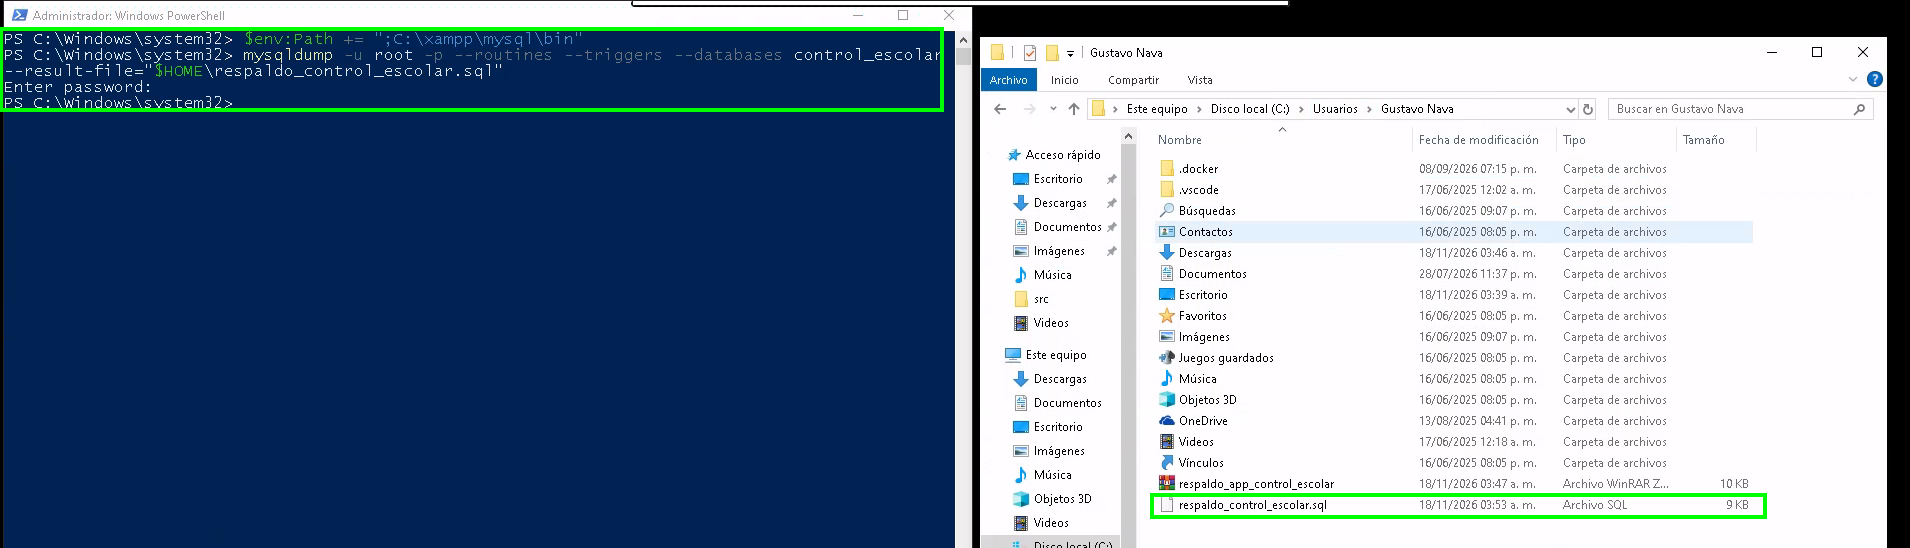 Administrador: Windows PowerShell
PS C:\Windows\system32> $env:Path += ";C:\xampp\mysql\bin"
PS C:\Windows\system32> mysqldump -u root -p --routines --triggers --databases control_escolar
--result-file="$HOME\respaldo_control_escolar.sql"
Enter password:
PS C:\Windows\system32>
Gustavo Nava
Archivo Inicio Compartir Vista
Este equipo > Disco local (C:) > Usuarios > Gustavo Nava
Buscar en Gustavo Nava
Acceso rápido
Escritorio
Descargas
Documentos
Imágenes
Música
src
Videos
Este equipo
Descargas
Documentos
Escritorio
Imágenes
Música
Objetos 3D
Videos
Disco local (C:)
Nombre Fecha de modificación Tipo Tamaño
.docker 08/09/2026 07:15 p. m. Carpeta de archivos
.vscode 17/06/2025 12:02 a. m. Carpeta de archivos
Búsquedas 16/06/2025 09:07 p. m. Carpeta de archivos
Contactos 16/06/2025 08:05 p. m. Carpeta de archivos
Descargas 18/11/2026 03:46 a. m. Carpeta de archivos
Documentos 28/07/2026 11:37 p. m. Carpeta de archivos
Escritorio 18/11/2026 03:39 a. m. Carpeta de archivos
Favoritos 16/06/2025 08:05 p. m. Carpeta de archivos
Imágenes 16/06/2025 09:07 p. m. Carpeta de archivos
Juegos guardados 16/06/2025 08:05 p. m. Carpeta de archivos
Música 16/06/2025 08:05 p. m. Carpeta de archivos
Objetos 3D 16/06/2025 08:05 p. m. Carpeta de archivos
OneDrive 13/08/2025 04:41 p. m. Carpeta de archivos
Videos 17/06/2025 12:18 a. m. Carpeta de archivos
Vínculos 16/06/2025 08:05 p. m. Carpeta de archivos
respaldo_app_control_escolar 18/11/2026 03:47 a. m. Archivo WinRAR Z... 10 KB
respaldo_control_escolar.sql 18/11/2026 03:53 a. m. Archivo SQL 9 KB